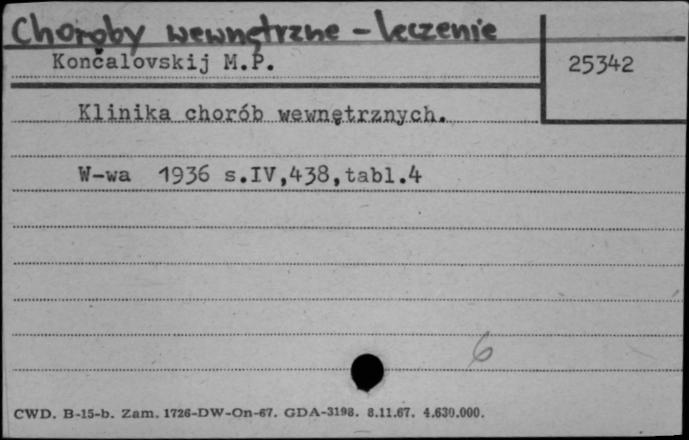 Choroby wewnętrzne - leczenie
Končalovskij M.P.
25342
Klinika chorób wewnętrznych.
W-wa 1936 s.IV,438,tabl.4
6
CWD. B-15-b. Zam. 1726-DW-On-67. GDA-3198. 8.11.67. 4.630.000.